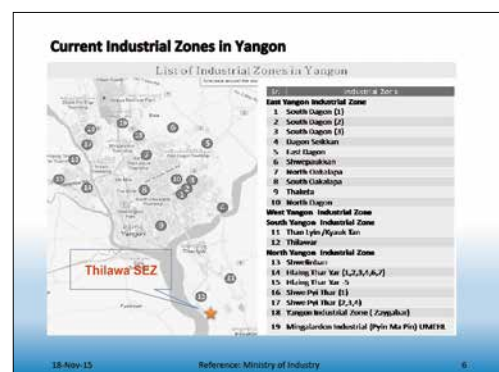 Current Industrial Zones in Yangon
List of Industrial Zones in Yangon
Yangon
Thilawa SEZ
Sr. Industrial Zone
East Yangon Industrial Zone
1 South Dagon (1)
2 South Dagon (2)
3 South Dagon (3)
4 Dagon Seikkan
5 East Dagon
6 Shwepaukkan
7 North Oakalapa
8 South Oakalapa
9 Thaketa
10 North Dagon
West Yangon Industrial Zone
South Yangon Industrial Zone
11 Than Lyin/Kyauk Tan
12 Thilawar
North Yangon Industrial Zone
13 Shwelinban
14 Hlaing Thar Yar (1,2,3,4,6,7)
15 Hlaing Thar Yar -5
16 Shwe Pyi Thar (1)
17 Shwe Pyi Thar (2,3,4)
18 Yangon Industrial Zone ( Zaygabar)
19 Mingalardon Industrial (Pyin Ma Pin) UMEHL
18-Nov-15 Reference: Ministry of Industry 6